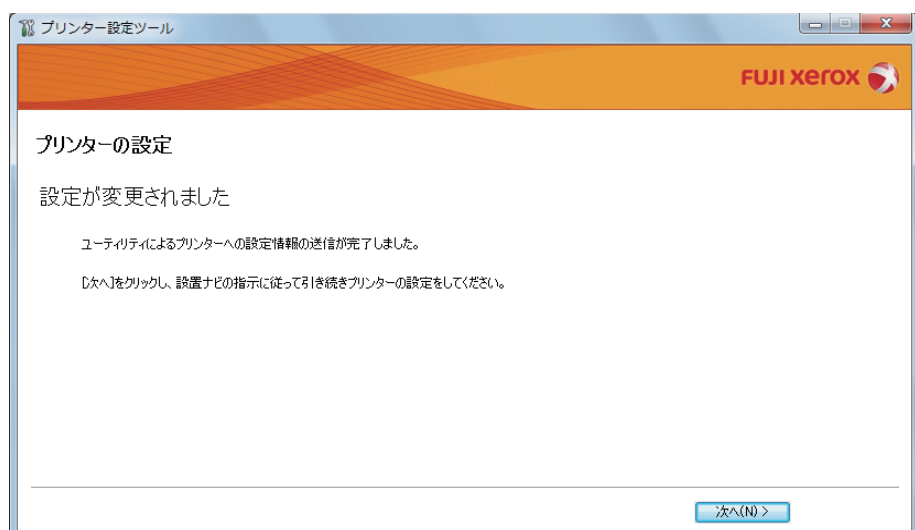 プリンター設定ツール
FUJI xerox
プリンターの設定
設定が変更されました
ユーティリティによるプリンターへの設定情報の送信が完了しました。
[次へ]をクリックし、設置ナビの指示に従って引き続きプリンターの設定をしてください。
次へ(N) >